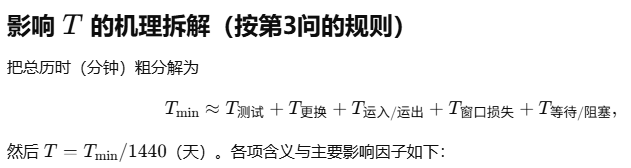 影响 T 的机理拆解（按第3问的规则）
把总历时（分钟）粗分解为
T_min ≈ T_测试 + T_更换 + T_运入/运出 + T_窗口损失 + T_等待/阻塞,
然后 T = T_min/1440（天）。各项含义与主要影响因子如下：